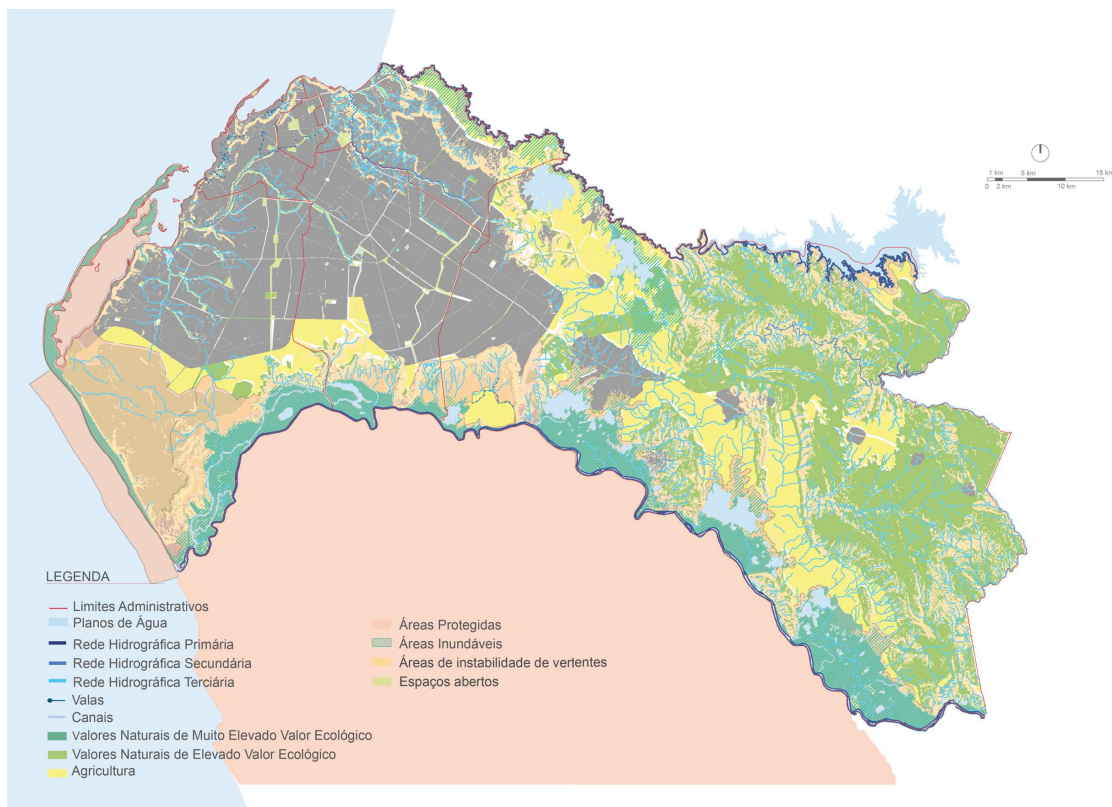 1 km 5 km 15 km
0 2 km 10 km
LEGENDA
Limites Administrativos
Planos de Água
Rede Hidrográfica Primária
Rede Hidrográfica Secundária
Rede Hidrográfica Terciária
Valas
Canais
valores Naturais de Muito Elevado Valor Ecológico
Valores Naturais de Elevado Valor Ecológico
Agricultura
Áreas Protegidas
Áreas Inundáveis
Áreas de instabilidade de vertentes
Espaços abertos